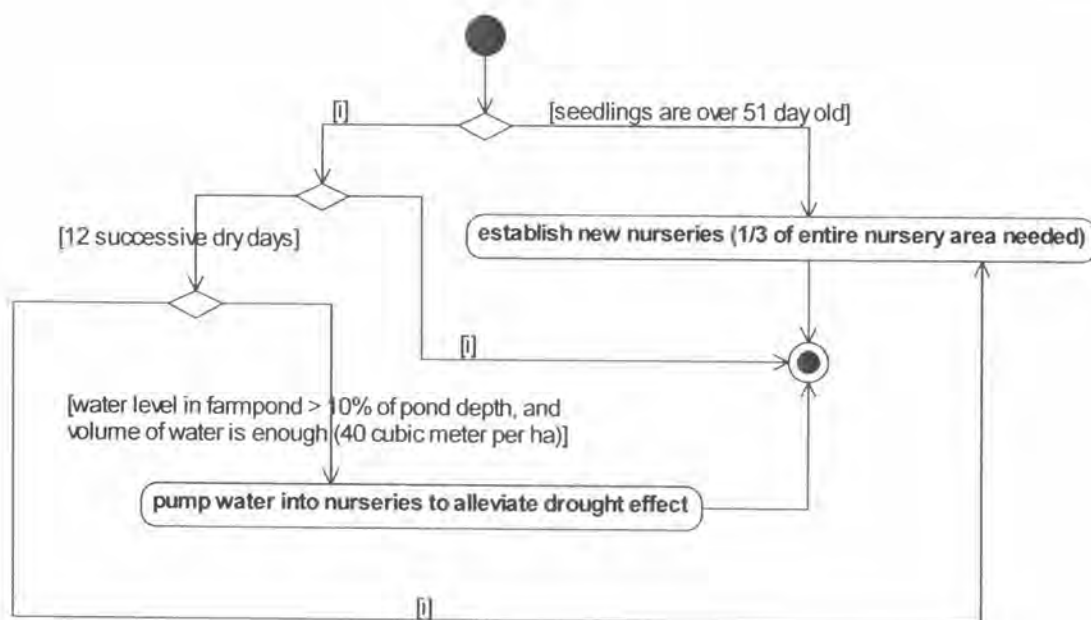 [i]
[seedlings are over 51 day old]
[12 successive dry days]
establish new nurseries (1/3 of entire nursery area needed)
[i]
[water level in farmpond > 10% of pond depth, and
volume of water is enough (40 cubic meter per ha)]
pump water into nurseries to alleviate drought effect
[i]